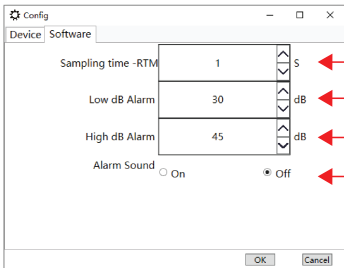 Config
Device Software
Sampling time -RTM 1 S
Low dB Alarm 30 dB
High dB Alarm 45 dB
Alarm Sound On Off
OK Cancel